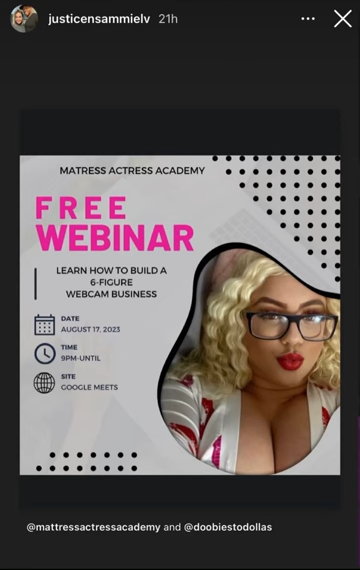 justicensammielv 21h
MATRESS ACTRESS ACADEMY
FREE
WEBINAR
LEARN HOW TO BUILD A
6-FIGURE
WEBCAM BUSINESS
DATE
AUGUST 17, 2023
TIME
9PM-UNTIL
SITE
GOOGLE MEETS
@mattressactressacademy and @doobiestodollas